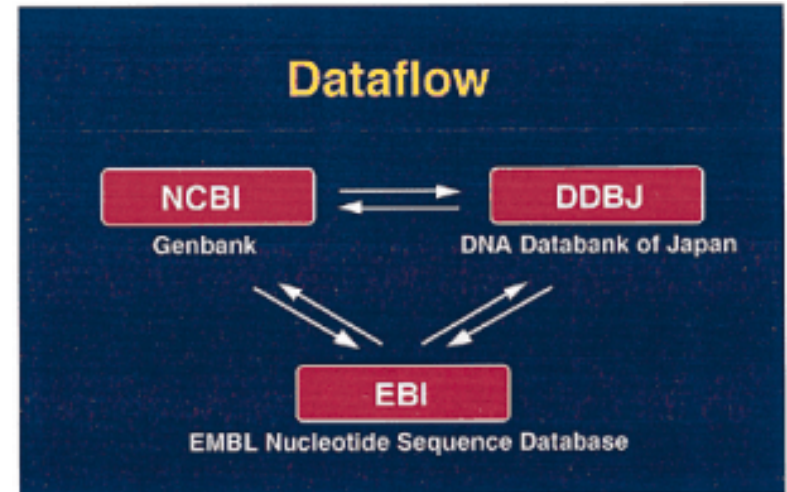 Dataflow
NCBI
DDBJ
Genbank
DNA Databank of Japan
EBI
EMBL Nucleotide Sequence Database